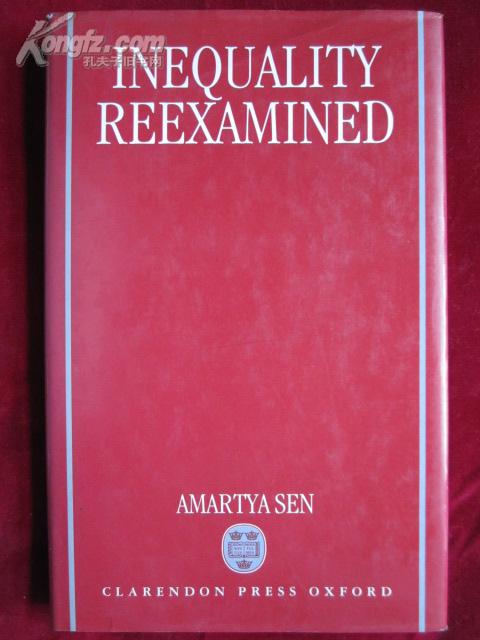 Kongfz.com
孔夫子旧书网
INEQUALITY
REEXAMINED
AMARTYA SEN
CLARENDON PRESS OXFORD